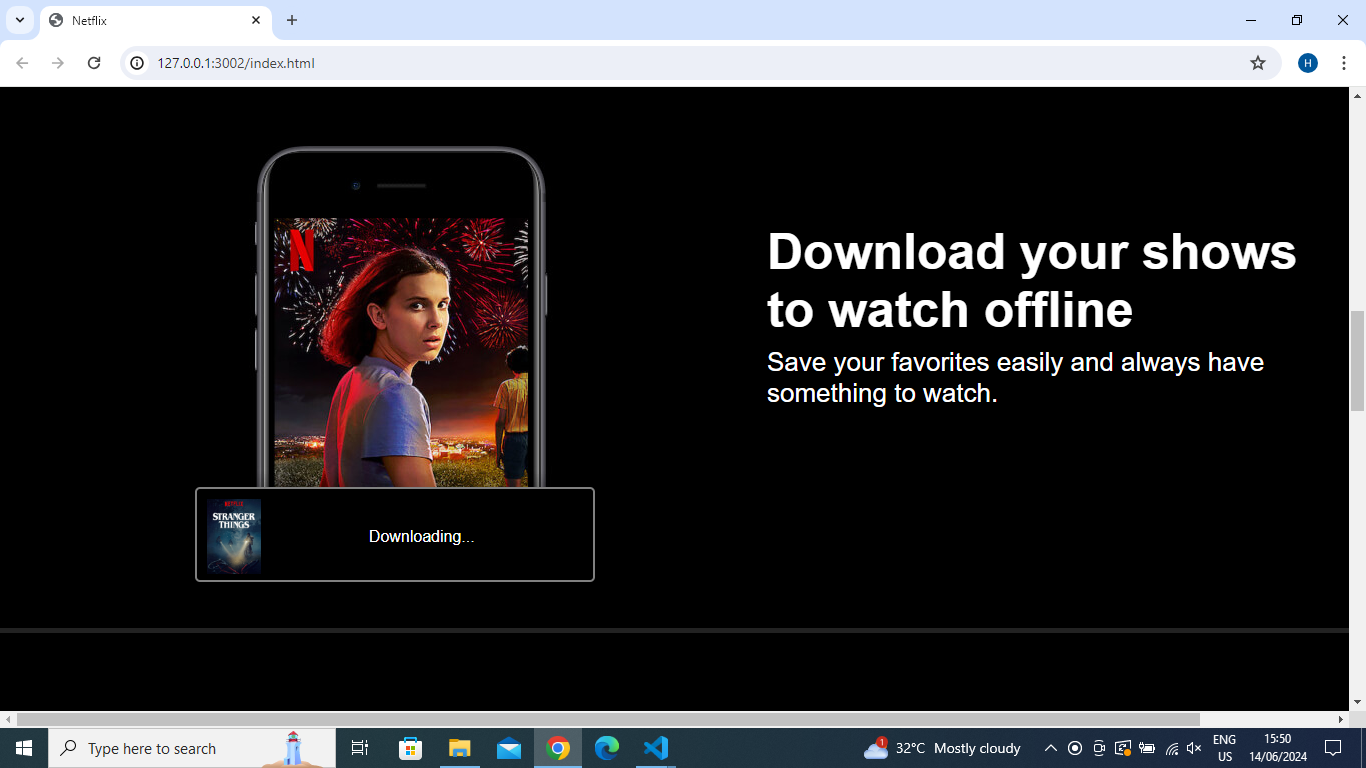 Netflix
127.0.0.1:3002/index.html
H
N
Download your shows
to watch offline
Save your favorites easily and always have
something to watch.
NETFLIX
STRANGER
THINGS
Downloading...
Type here to search
1
32°C Mostly cloudy
ENG
US
15:50
14/06/2024